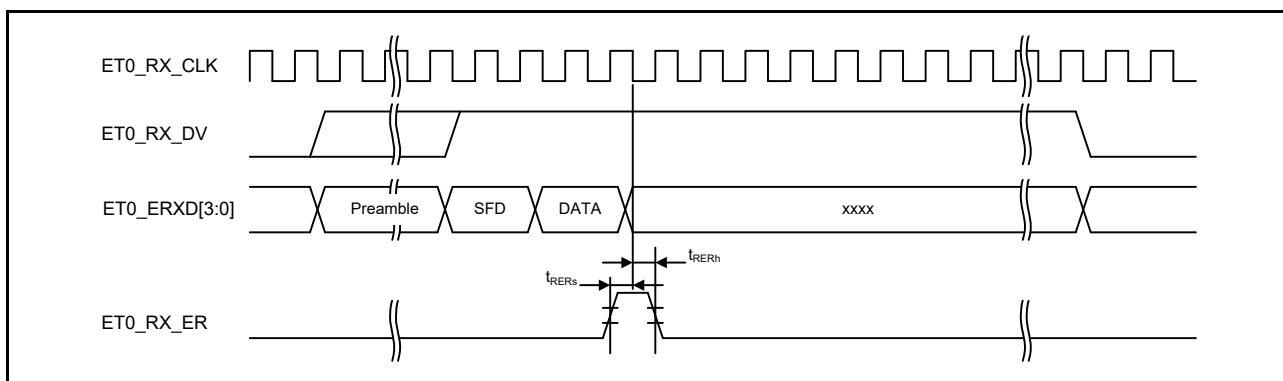 ET0_RX_CLK
ET0_RX_DV
ET0_ERXD[3:0] Preamble SFD DATA xxxx
tRERh
tRERs
ET0_RX_ER